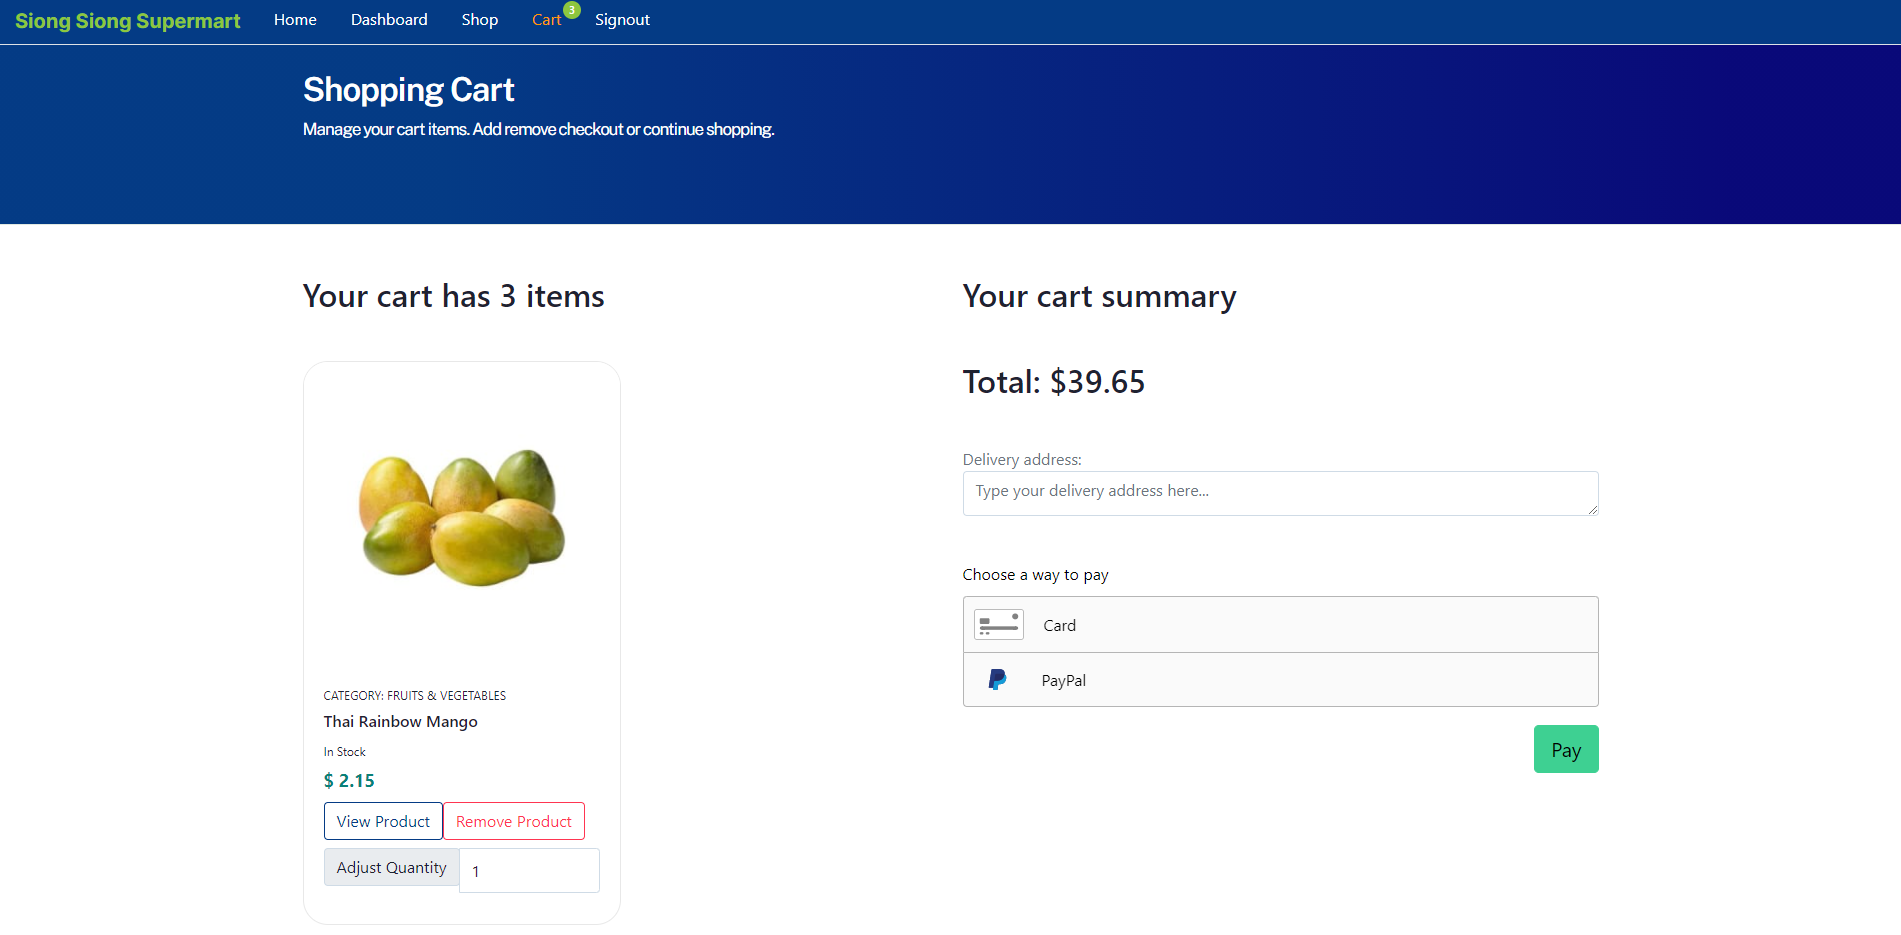 Siong Siong Supermart Home Dashboard Shop Cart 3 Signout
Shopping Cart
Manage your cart items. Add remove checkout or continue shopping.
Your cart has 3 items
CATEGORY: FRUITS & VEGETABLES
Thai Rainbow Mango
In Stock
$ 2.15
View Product Remove Product
Adjust Quantity 1
Your cart summary
Total: $39.65
Delivery address:
Type your delivery address here...
Choose a way to pay
Card
PayPal
Pay